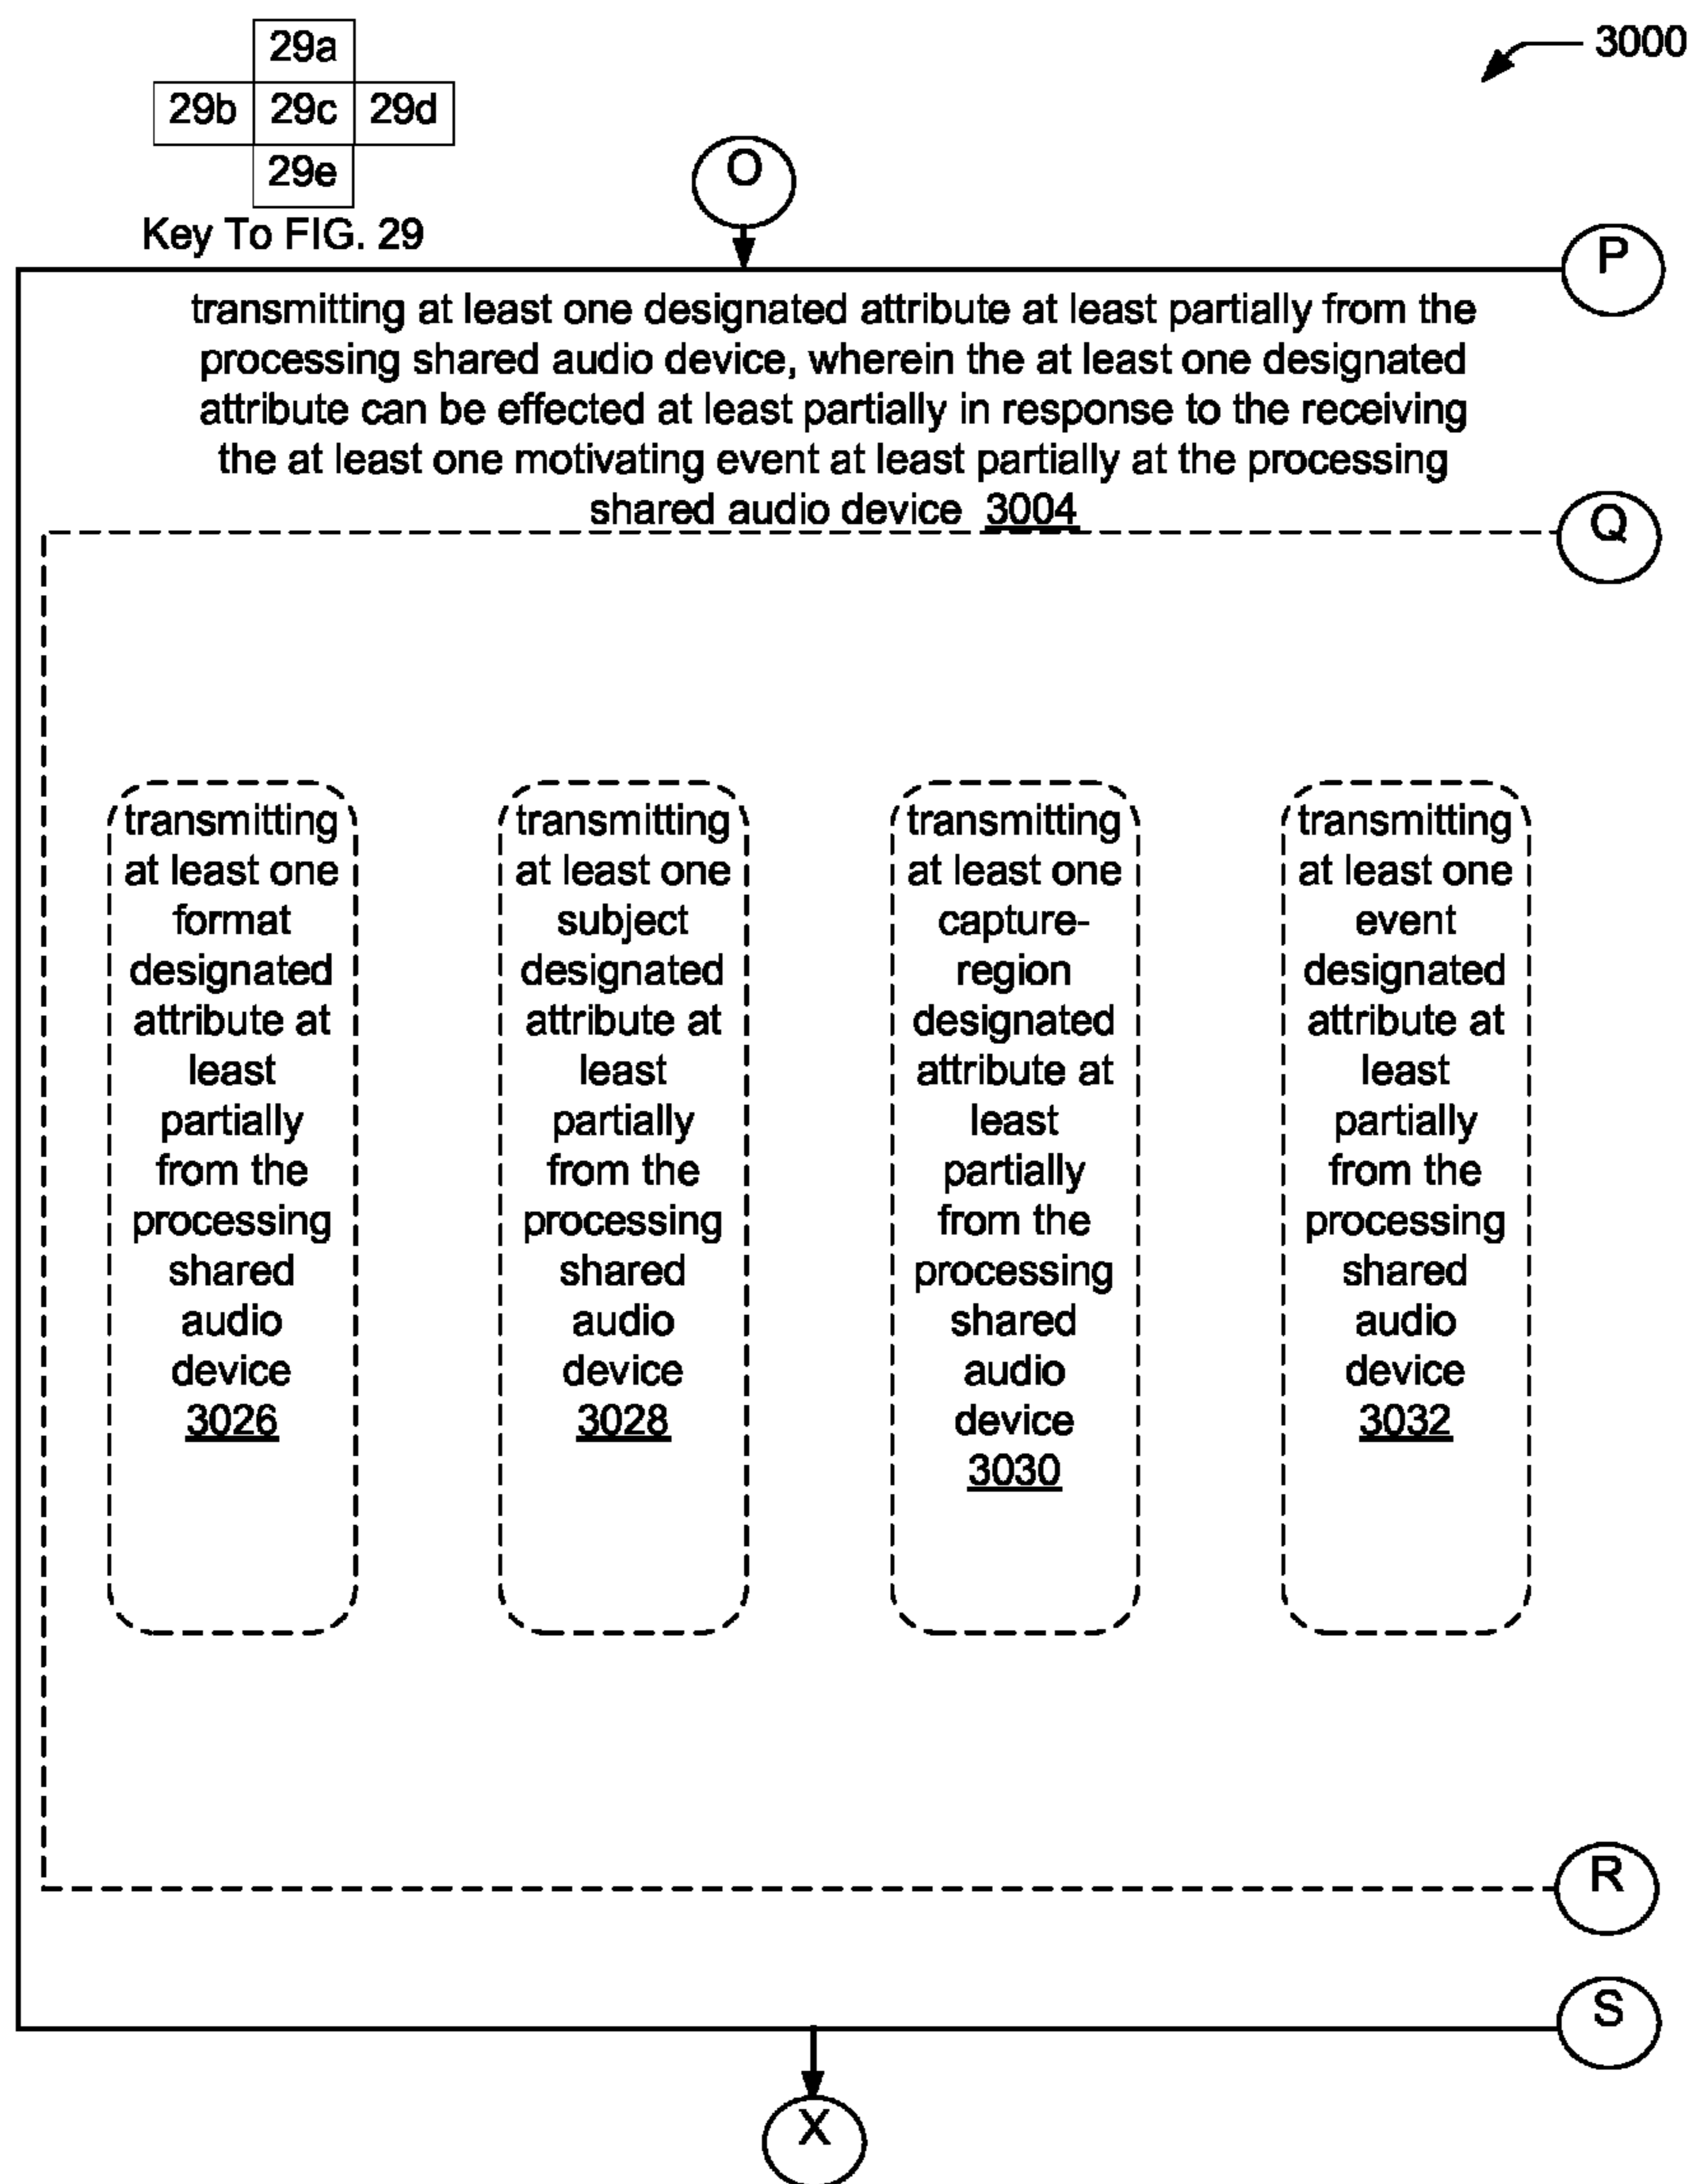 29a
3000
29b 29c 29d
29e
Key To FIG. 29
O
P
transmitting at least one designated attribute at least partially from the
processing shared audio device, wherein the at least one designated
attribute can be effected at least partially in response to the receiving
the at least one motivating event at least partially at the processing
shared audio device 3004
Q
transmitting
at least one
format
designated
attribute at
least
partially
from the
processing
shared
audio
device
3026
transmitting
at least one
subject
designated
attribute at
least
partially
from the
processing
shared
audio
device
3028
transmitting
at least one
capture-
region
designated
attribute at
least
partially
from the
processing
shared
audio
device
3030
transmitting
at least one
event
designated
attribute at
least
partially
from the
processing
shared
audio
device
3032
R
S
X